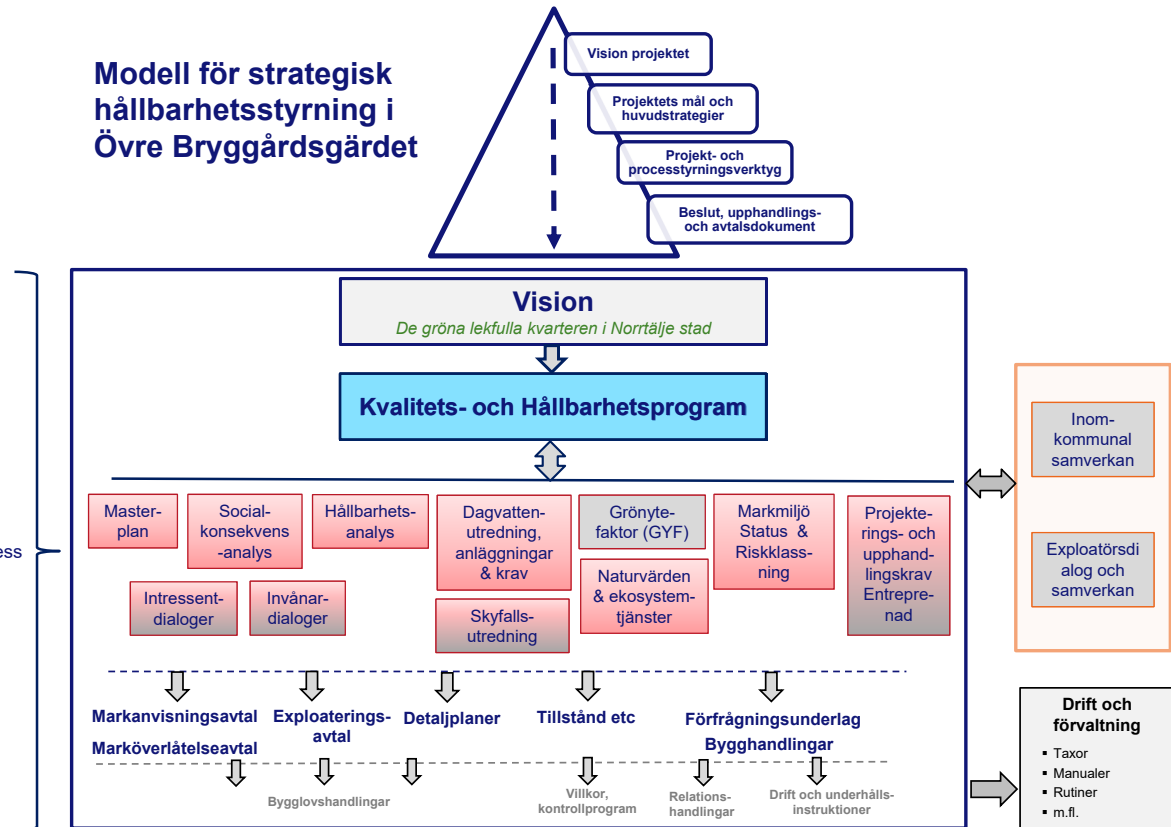 Modell för strategisk
hållbarhetsstyrning i
Övre Bryggårdsgärdet
Vision projektet
Projektets mål och
huvudstrategier
Projekt- och
processtyrningsverktyg
Beslut, upphandlings-
och avtalsdokument
Vision
De gröna lekfulla kvarteren i Norrtälje stad
Kvalitets- och Hållbarhetsprogram
ess
Master-
plan
Social-
konsekvens
-analys
Hållbarhets-
analys
Dagvatten-
utredning,
anläggningar
& krav
Grönyte-
faktor (GYF)
Markmiljö
Status & 
Riskklass-
ning
Projekte-
rings- och
upphand-
lingskrav
Entrepre-
nad
Intressent-
dialoger
Invånar-
dialoger
Skyfalls-
utredning
Naturvärden
& ekosystem-
tjänster
Inom-
kommunal
samverkan
Exploatörsdi
alog och
samverkan
Markanvisningsavtal
Marköverlåtelseavtal
Exploaterings-
avtal
Detaljplaner
Tillstånd etc
Förfrågningsunderlag
Bygghandlingar
Bygglovshandlingar
Villkor,
kontrollprogram
Relations-
handlingar
Drift och underhålls-
instruktioner
Drift och
förvaltning
▪ Taxor
▪ Manualer
▪ Rutiner
▪ m.fl.